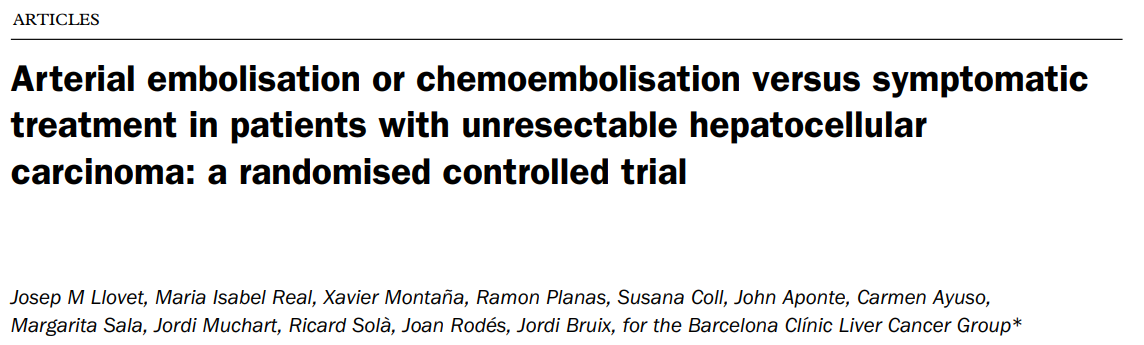 ARTICLES
Arterial embolisation or chemoembolisation versus symptomatic
treatment in patients with unresectable hepatocellular
carcinoma: a randomised controlled trial
Josep M Llovet, Maria Isabel Real, Xavier Montaña, Ramon Planas, Susana Coll, John Aponte, Carmen Ayuso,
Margarita Sala, Jordi Muchart, Ricard Solà, Joan Rodés, Jordi Bruix, for the Barcelona Clínic Liver Cancer Group*